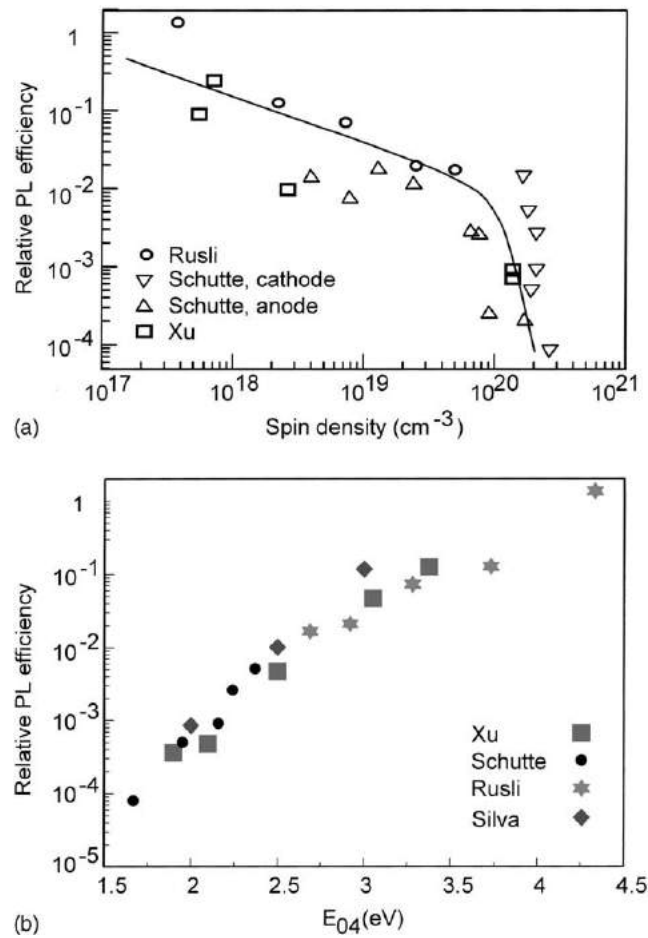 1
10⁻¹
10⁻²
10⁻³
10⁻⁴
Relative PL efficiency
Rusli
Schutte, cathode
Schutte, anode
Xu
10¹⁷ 10¹⁸ 10¹⁹ 10²⁰ 10²¹
Spin density (cm⁻³)
(a)
1
10⁻¹
10⁻²
10⁻³
10⁻⁴
10⁻⁵
Relative PL efficiency
Xu
Schutte
Rusli
Silva
1.5 2 2.5 3 3.5 4 4.5
E₀₄(eV)
(b)